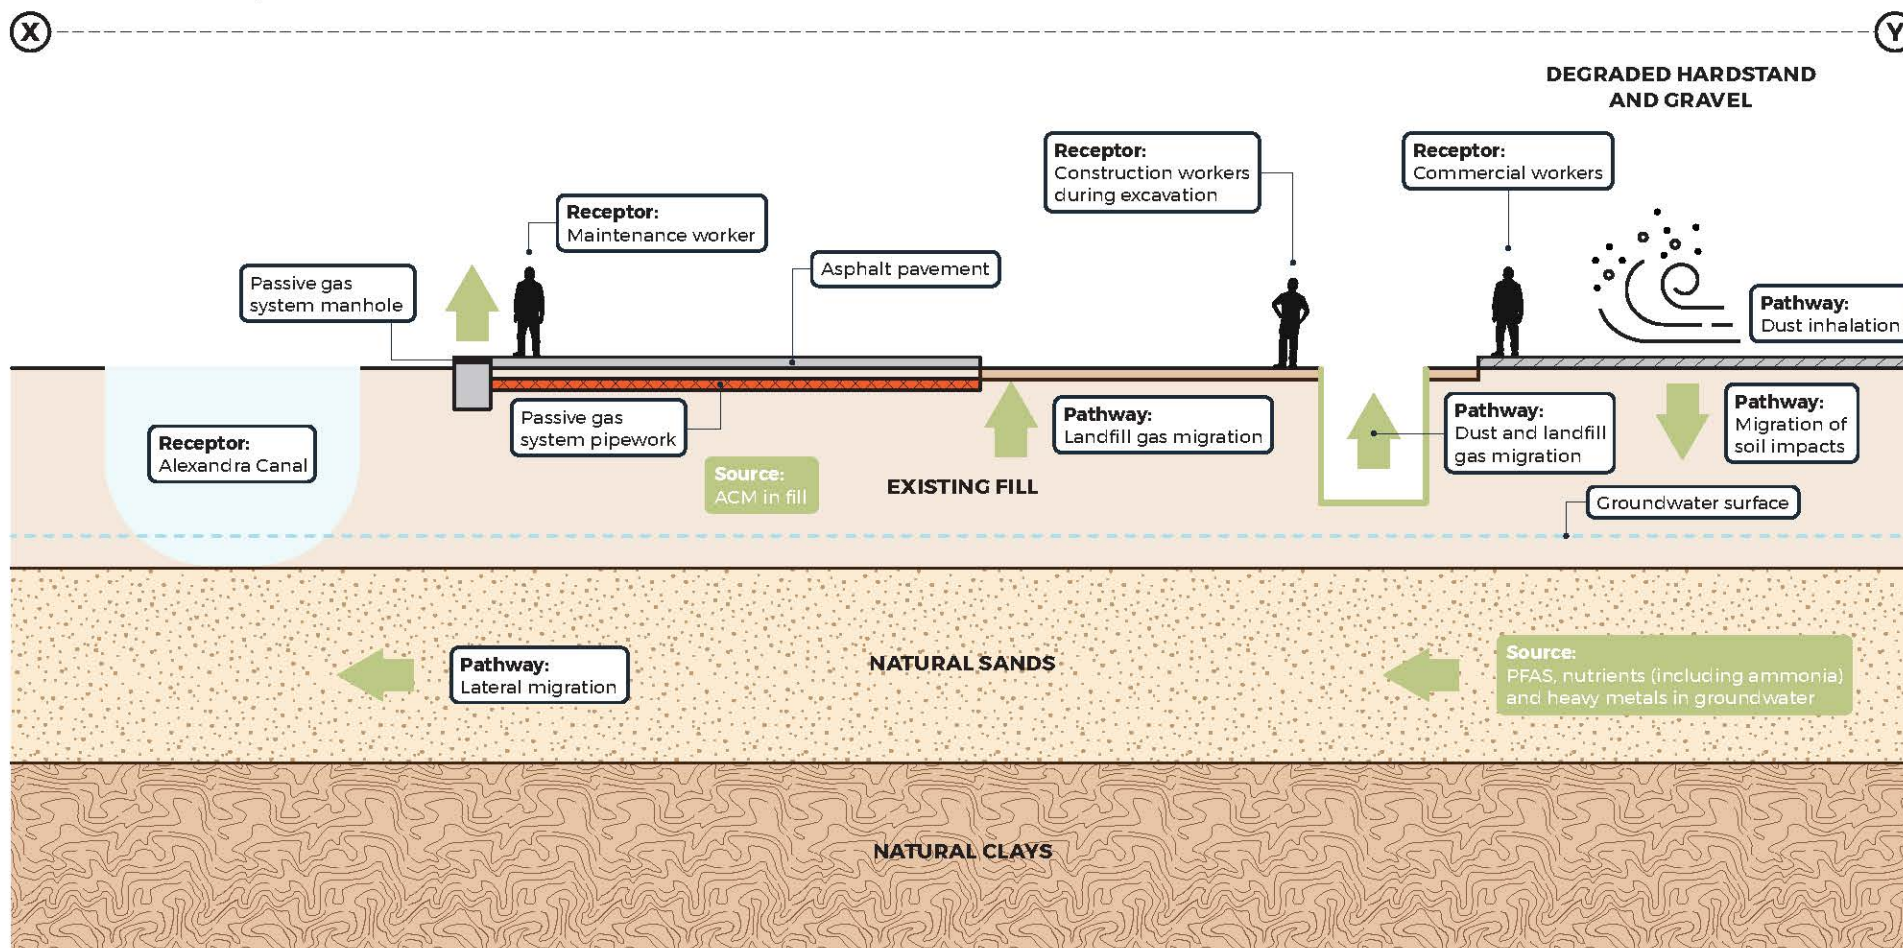 X
Y
DEGRADED HARDSTAND
AND GRAVEL
Receptor:
Construction workers
during excavation
Receptor:
Commercial workers
Receptor:
Maintenance worker
Asphalt pavement
Passive gas
system manhole
Pathway:
Dust inhalation
Receptor:
Alexandra Canal
Passive gas
system pipework
Pathway:
Landfill gas migration
Pathway:
Dust and landfill
gas migration
Pathway:
Migration of
soil impacts
Source:
ACM in fill
EXISTING FILL
Groundwater surface
Pathway:
Lateral migration
NATURAL SANDS
Source:
PFAS, nutrients (including ammonia)
and heavy metals in groundwater
NATURAL CLAYS